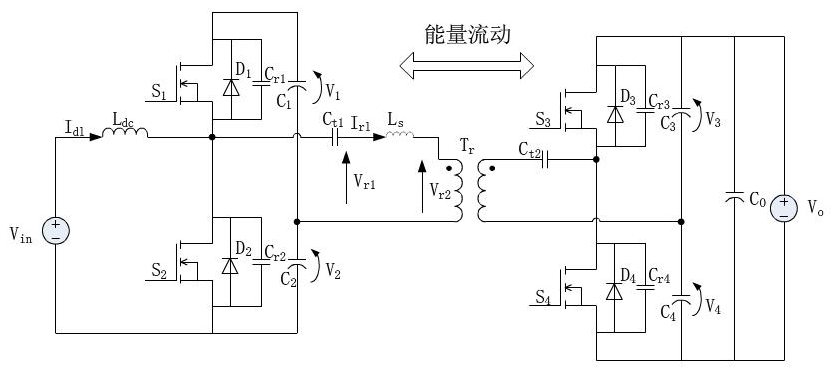 能量流动
S1
D1
Cr1
C1
V1
Idl
Ldc
Ct1
Irl
Ls
Vr1
Vr2
Tr
Ct2
S3
D3
Cr3
C3
V3
Vin
S2
D2
Cr2
C2
V2
C0
Vo
S4
D4
Cr4
C4
V4